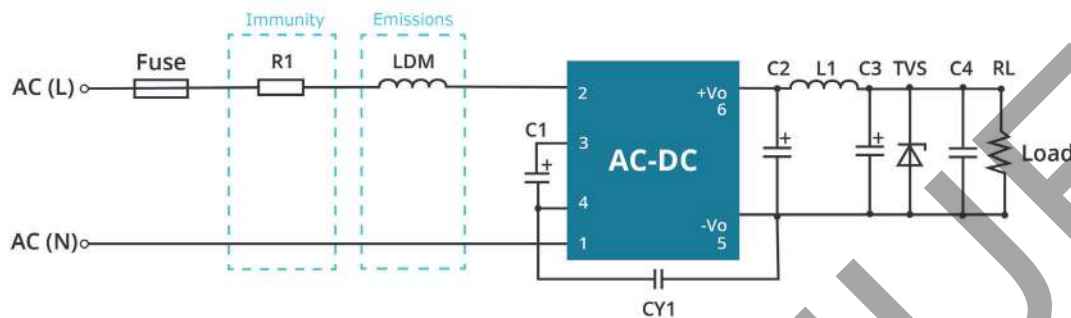 Immunity
Emissions
Fuse
R1
LDM
C2
L1
C3
TVS
C4
RL
AC (L)
2
+Vo
6
C1
+
3
AC-DC
+
+
Load
4
AC (N)
1
-Vo
5
CY1